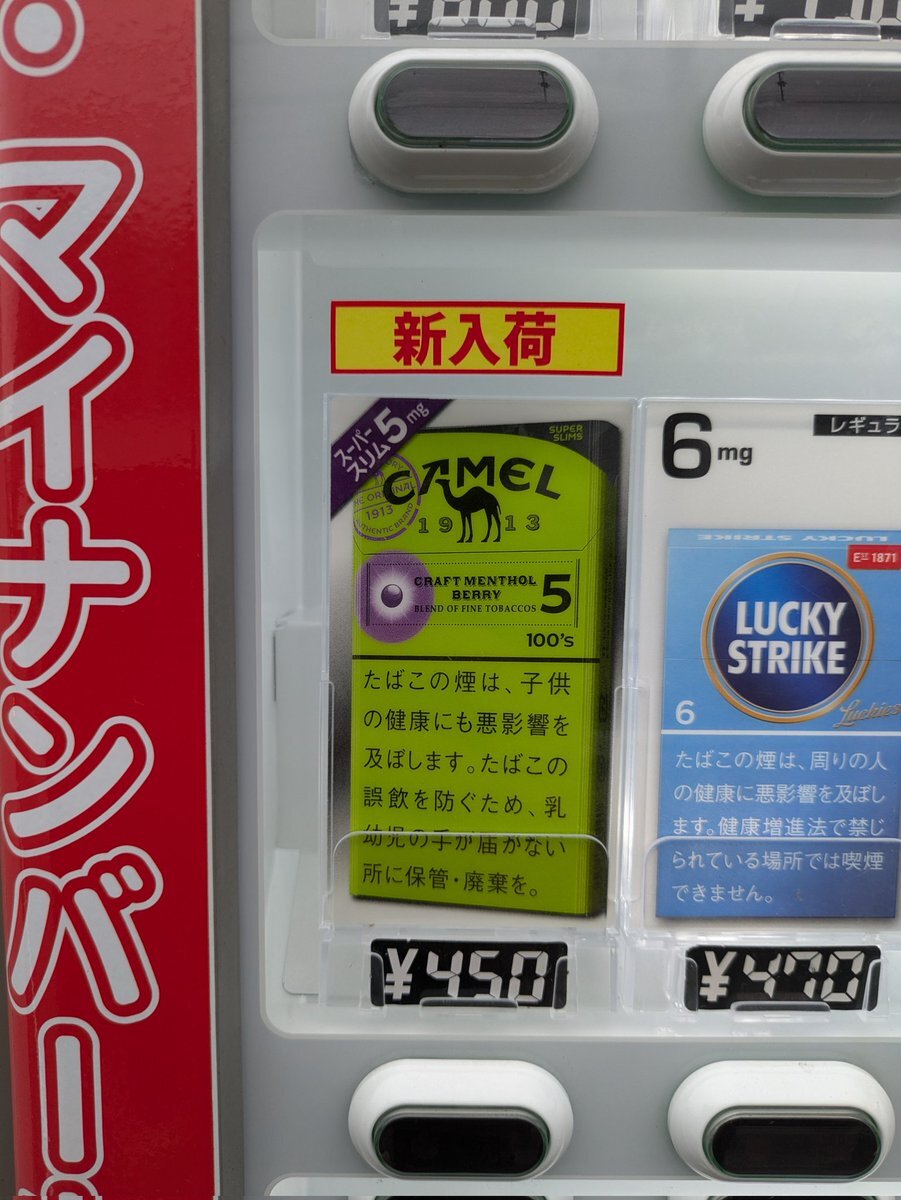 マイナンバー
新入荷
スーパー
スリム5mg
SUPER
SLIMS
CAMEL
THE ORIGINAL
1913
AUTHENTIC BRAND
1913
CRAFT MENTHOL
BERRY
BLEND OF FINE TOBACCOS
5
100's
たばこの煙は、子供
の健康にも悪影響を
及ぼします。たばこの
誤飲を防ぐため、乳
幼児の手が届かない
所に保管・廃棄を。
¥450
6mg
レギュラ
LUCKY STRIKE
Est 1871
LUCKY
STRIKE
Luckies
6
たばこの煙は、周りの人
の健康に悪影響を及ぼし
ます。健康増進法で禁じ
られている場所では喫煙
できません。
¥470